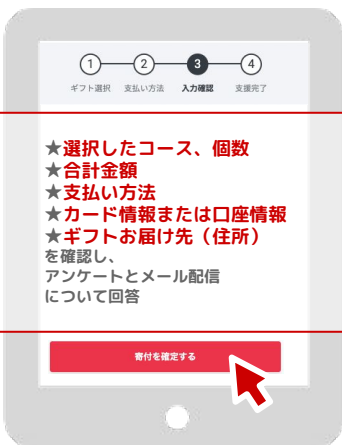 1 2 3 4
ギフト選択 支払い方法 入力確認 支援完了
★選択したコース、個数
★合計金額
★支払い方法
★カード情報または口座情報
★ギフトお届け先（住所）
を確認し、
アンケートとメール配信
について回答
寄付を確定する